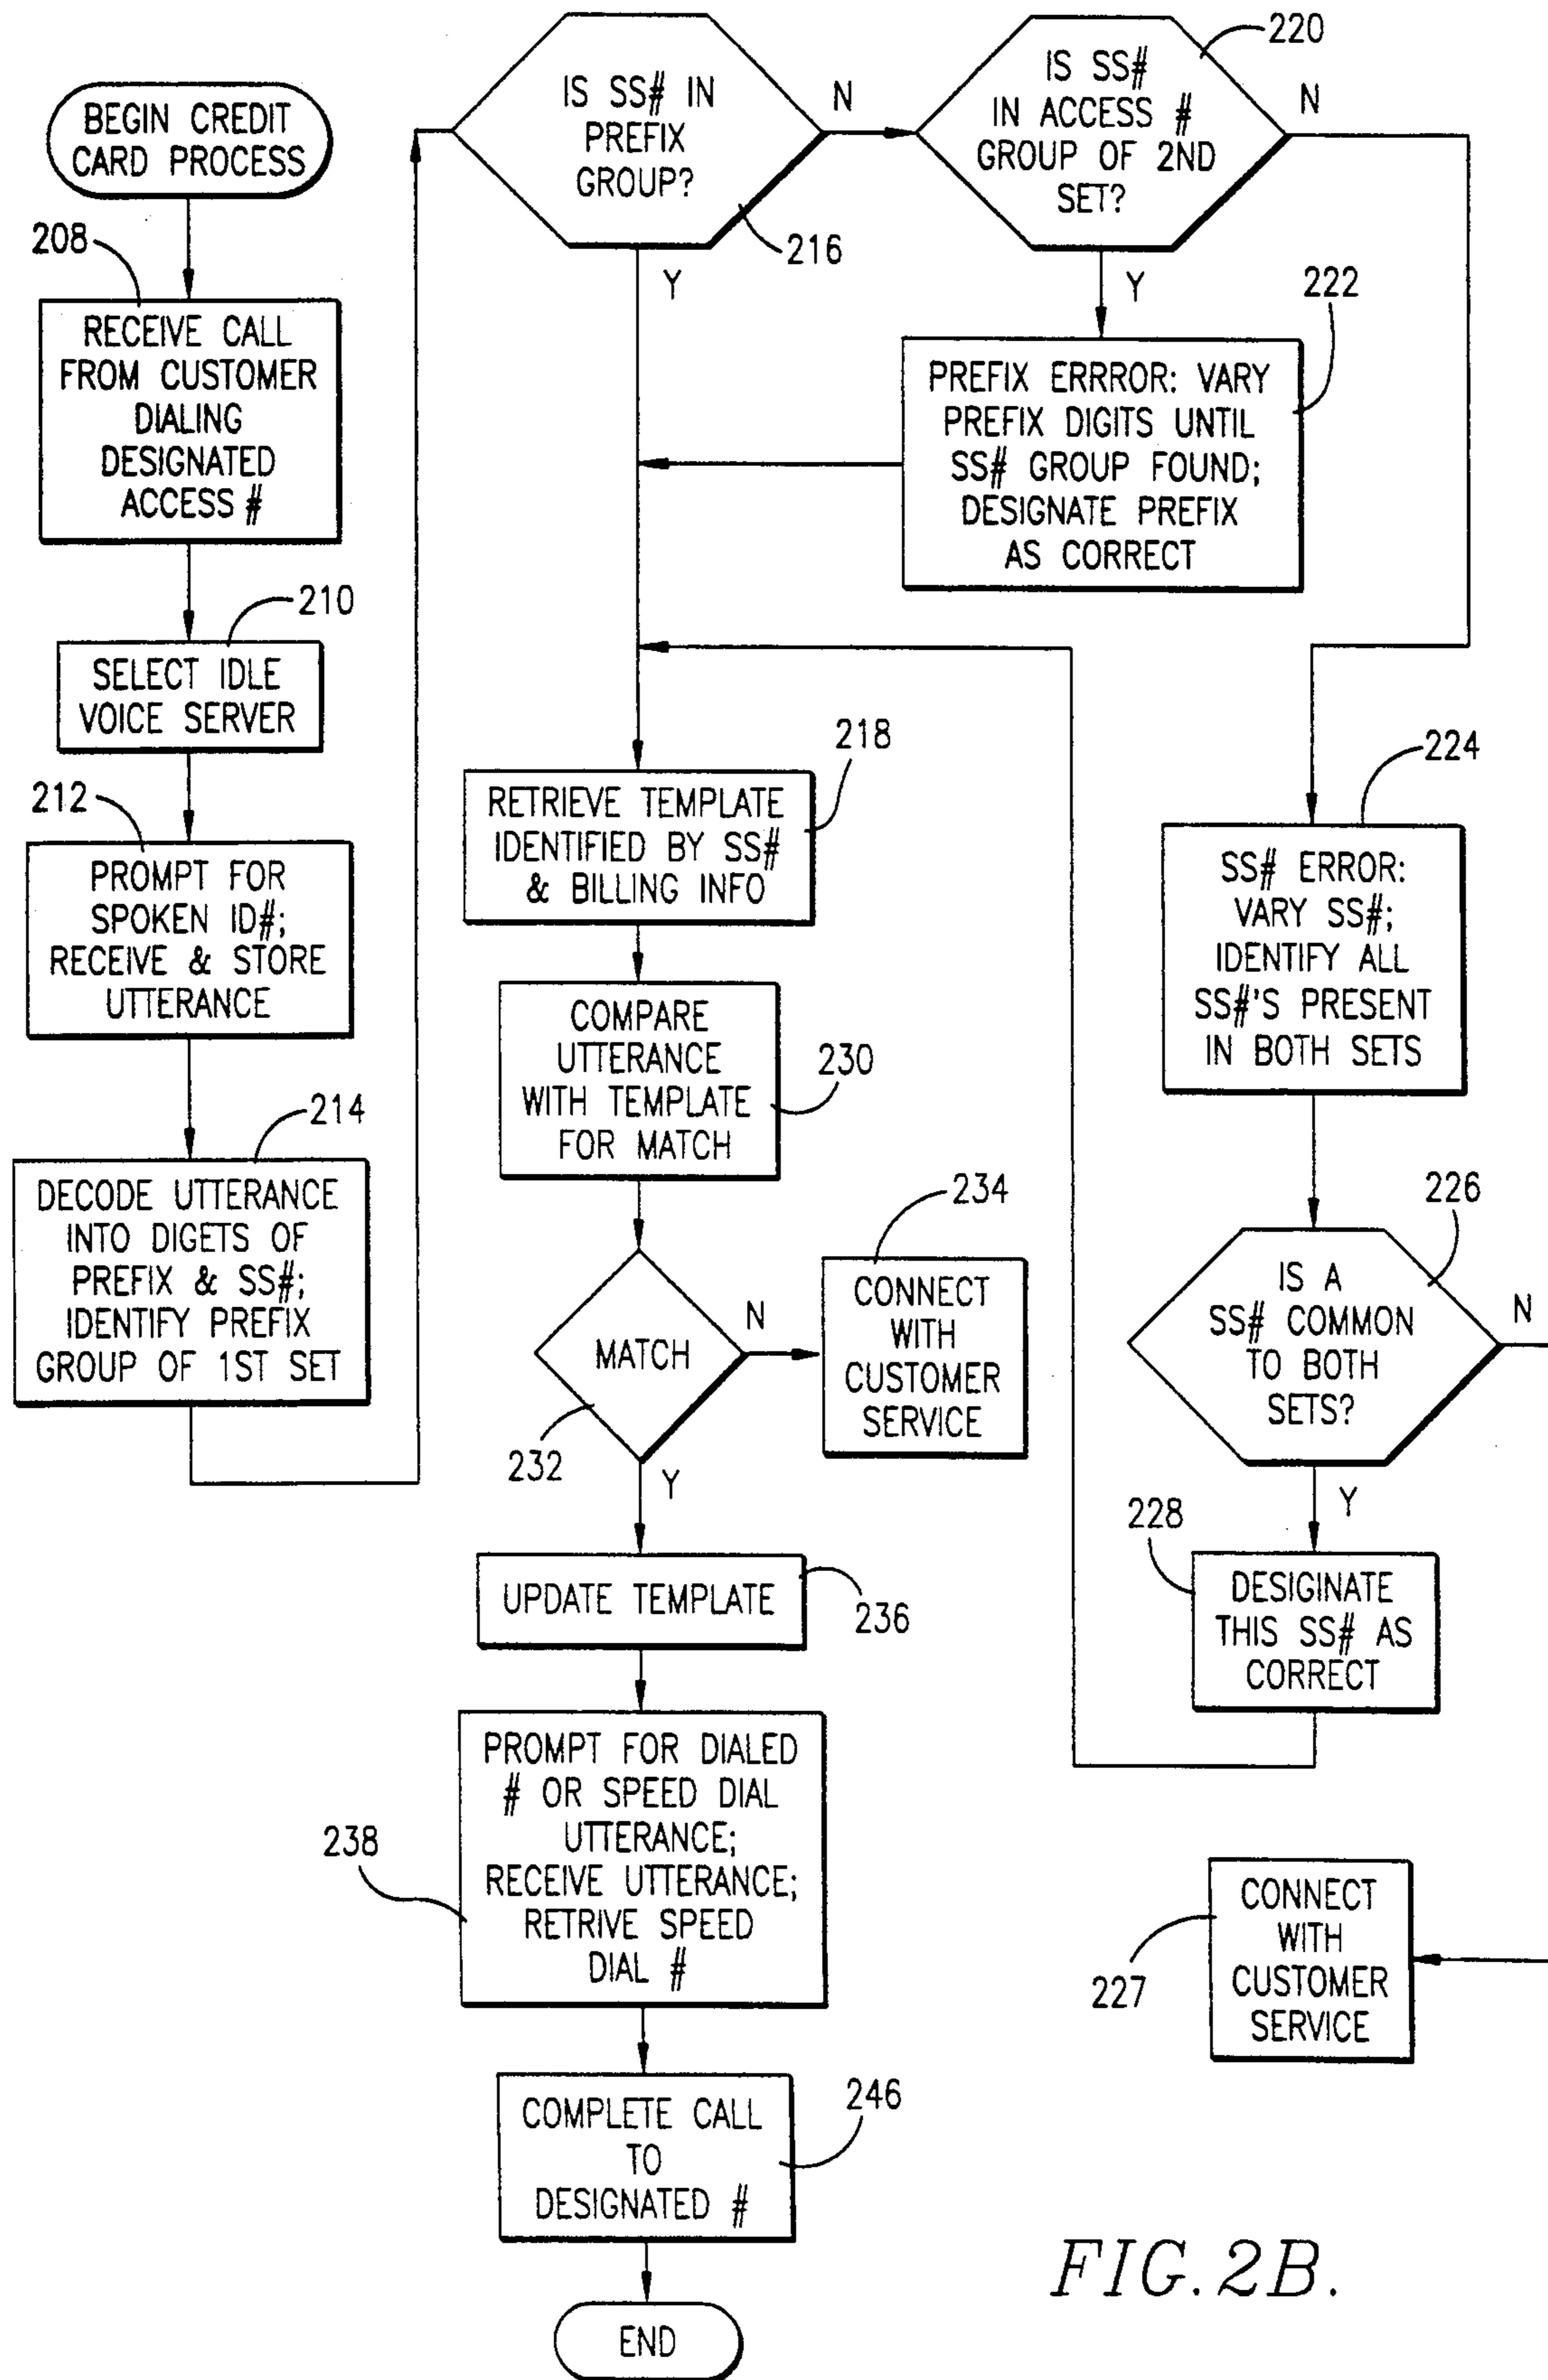 BEGIN CREDIT
CARD PROCESS
208
RECEIVE CALL
FROM CUSTOMER
DIALING
DESIGNATED
ACCESS #
210
SELECT IDLE
VOICE SERVER
212
PROMPT FOR
SPOKEN ID#;
RECEIVE & STORE
UTTERANCE
214
DECODE UTTERANCE
INTO DIGETS OF
PREFIX & SS#;
IDENTIFY PREFIX
GROUP OF 1ST SET
IS SS# IN
PREFIX
GROUP?
N
216
Y
220
IS SS#
IN ACCESS #
GROUP OF 2ND
SET?
N
Y
222
PREFIX ERRROR: VARY
PREFIX DIGITS UNTIL
SS# GROUP FOUND;
DESIGNATE PREFIX
AS CORRECT
218
RETRIEVE TEMPLATE
IDENTIFIED BY SS#
& BILLING INFO
COMPARE
UTTERANCE
WITH TEMPLATE
FOR MATCH
230
MATCH
N
232
Y
234
CONNECT
WITH
CUSTOMER
SERVICE
UPDATE TEMPLATE
236
PROMPT FOR DIALED
# OR SPEED DIAL
UTTERANCE;
RECEIVE UTTERANCE;
RETRIVE SPEED
DIAL #
238
COMPLETE CALL
TO
DESIGNATED #
246
END
224
SS# ERROR:
VARY SS#;
IDENTIFY ALL
SS#'S PRESENT
IN BOTH SETS
226
IS A
SS# COMMON
TO BOTH
SETS?
N
Y
228
DESIGINATE
THIS SS# AS
CORRECT
CONNECT
WITH
CUSTOMER
SERVICE
227
FIG. 2B.